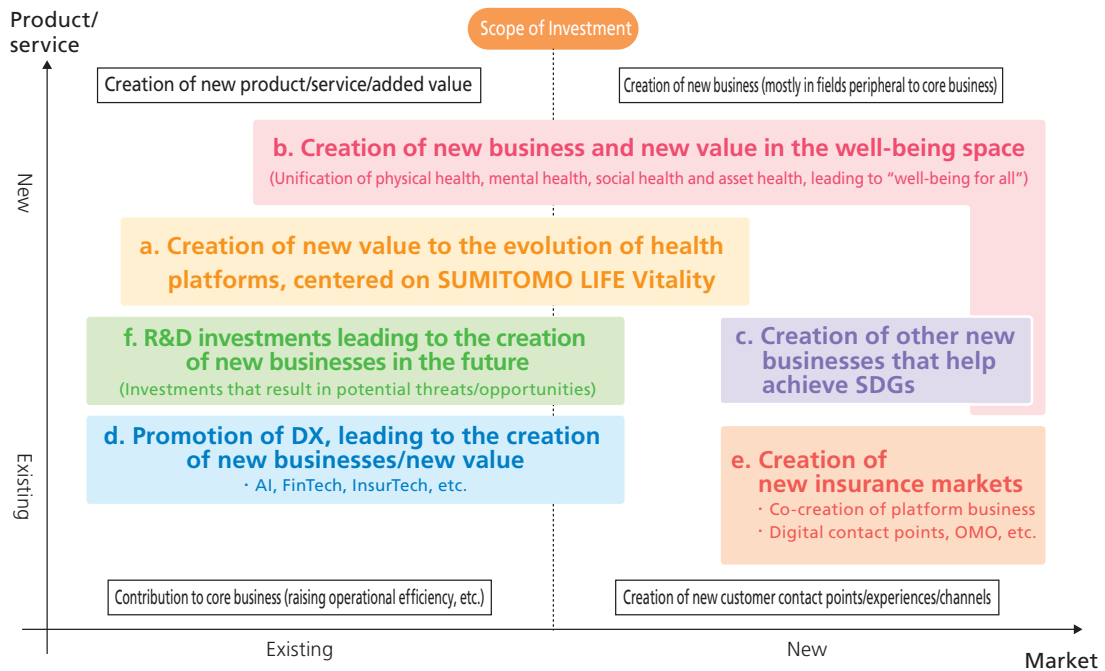 Product/
service
Scope of Investment
Creation of new product/service/added value
Creation of new business (mostly in fields peripheral to core business)
b. Creation of new business and new value in the well-being space
(Unification of physical health, mental health, social health and asset health, leading to “well-being for all”)
New
a. Creation of new value to the evolution of health
platforms, centered on SUMITOMO LIFE Vitality
f. R&D investments leading to the creation
of new businesses in the future
(Investments that result in potential threats/opportunities)
c. Creation of other new
businesses that help
achieve SDGs
d. Promotion of DX, leading to the creation
of new businesses/new value
・AI, FinTech, InsurTech, etc.
Existing
e. Creation of
new insurance markets
・Co-creation of platform business
・Digital contact points, OMO, etc.
Contribution to core business (raising operational efficiency, etc.)
Creation of new customer contact points/experiences/channels
Existing
New
Market